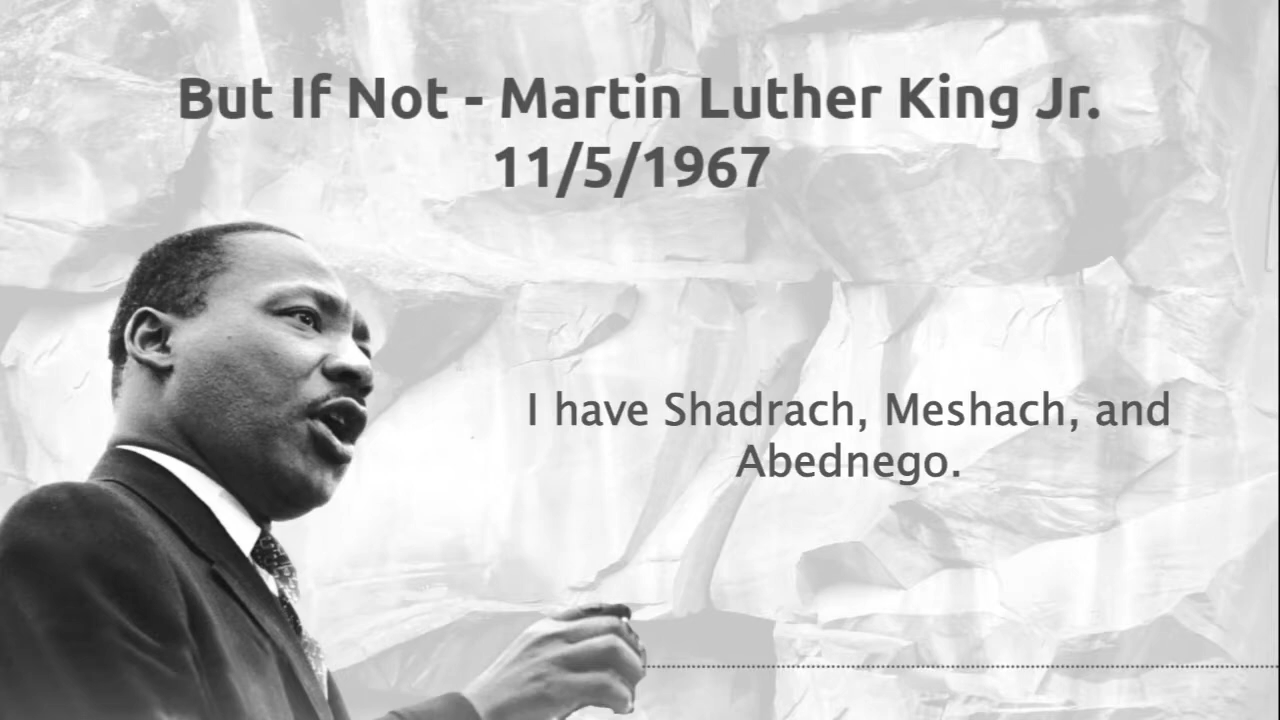 But If Not - Martin Luther King Jr.
11/5/1967
I have Shadrach, Meshach, and
Abednego.